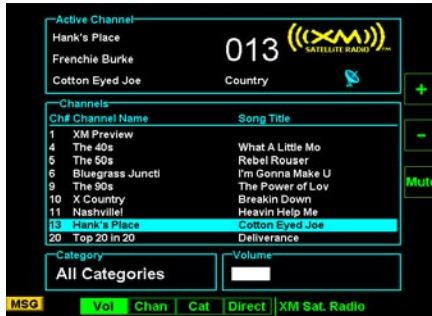 Active Channel
Hank's Place
Frenchie Burke
013
((XM)) SATELLITE RADIO TM
Cotton Eyed Joe Country
+
Channels
Ch# Channel Name Song Title
1 XM Preview
4 The 40s What A Little Mo
5 The 50s Rebel Rouser
6 Bluegrass Juncti I'm Gonna Make U
9 The 90s The Power of Lov
10 X Country Breakin Down
11 Nashville! Heavin Help Me
13 Hank's Place Cotton Eyed Joe
20 Top 20 in 20 Deliverance
-
Mute
Category Volume
All Categories
MSG Vol Chan Cat Direct XM Sat. Radio